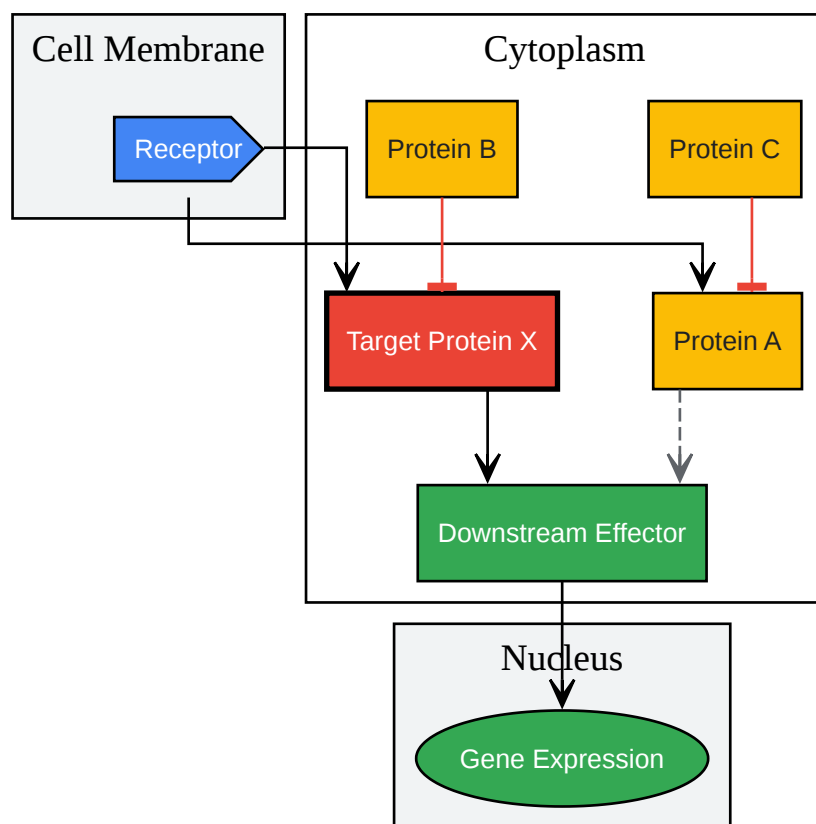 Cell Membrane
Cytoplasm
Receptor
Protein B
Protein C
Target Protein X
Protein A
Downstream Effector
Nucleus
Gene Expression